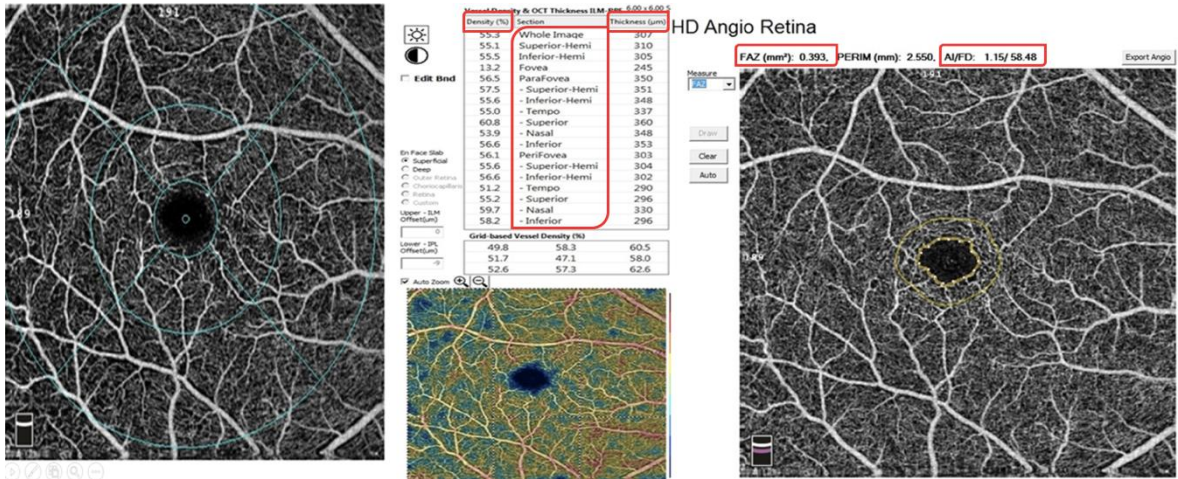 191
189
Vessel Density & OCT Thickness ILM-RPE 6.00 x 6.00 S
Density (%) Section Thickness (µm)
55.3 Whole Image 307
55.1 Superior-Hemi 310
55.5 Inferior-Hemi 305
13.2 Fovea 245
56.5 ParaFovea 350
57.5 - Superior-Hemi 351
55.6 - Inferior-Hemi 348
55.0 - Tempo 337
60.8 - Superior 360
53.9 - Nasal 348
56.6 - Inferior 353
56.1 PeriFovea 303
55.6 - Superior-Hemi 304
56.6 - Inferior-Hemi 302
51.2 - Tempo 290
55.2 - Superior 296
59.7 - Nasal 330
58.2 - Inferior 296
Grid-based Vessel Density (%)
49.8 58.3 60.5
51.7 47.1 58.0
52.6 57.3 62.6
Edit Bnd
En Face Slab
Superficial
Deep
Outer Retina
Choriocapillaris
Retina
Custom
Upper - ILM
Offset(µm)
0
Lower - IPL
Offset(µm)
-9
Auto Zoom
HD Angio Retina
FAZ (mm²): 0.393, PERIM (mm): 2.550, AI/FD: 1.15/ 58.48
Export Angio
Measure
FAZ
Draw
Clear
Auto
191
189